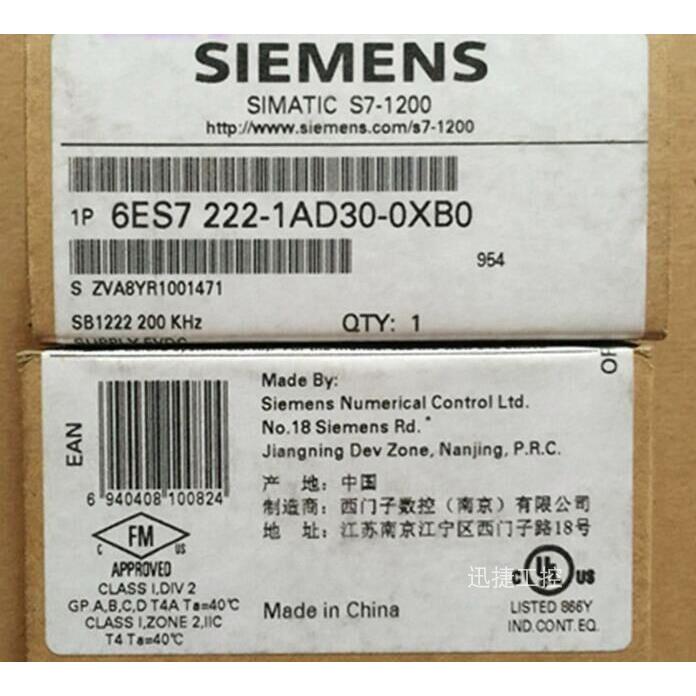 SIEMENS
SIMATIC S7-1200
http://www.siemens.com/s7-1200
1P 6ES7 222-1AD30-0XB0
954
S ZVA8YR1001471
SB1222 200 KHz
QTY: 1
SUPPLY 5VDC
EAN
6 940408 100824
Made By:
Siemens Numerical Control Ltd.
No.18 Siemens Rd.
Jiangning Dev Zone, Nanjing, P.R.C.
产 地: 中国
制造商: 西门子数控（南京）有限公司
地 址: 江苏南京江宁区西门子路18号
FM
C US
APPROVED
CLASS I,DIV 2
GP.A,B,C,D T4A Ta=40°C
CLASS I,ZONE 2,IIC
T4 Ta=40°C
Made in China
迅捷工控
C UL US
LISTED 866Y
IND.CONT.EQ.